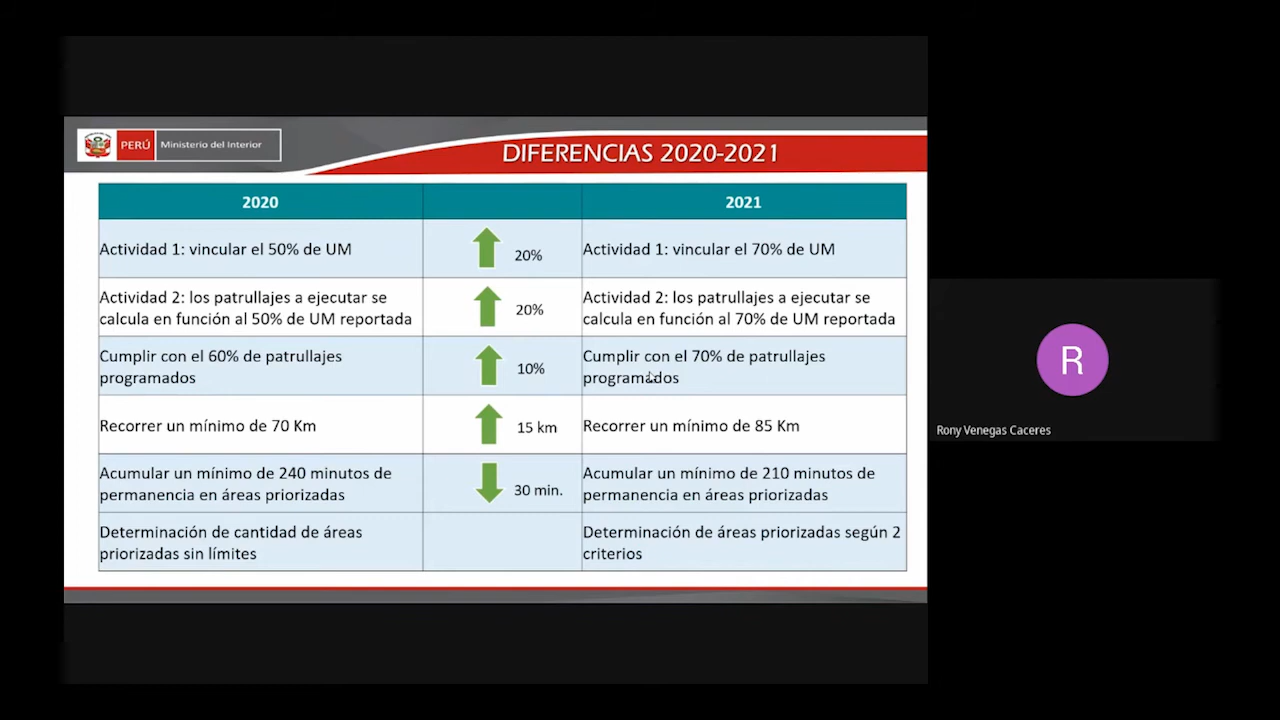 PERÚ Ministerio del Interior
DIFERENCIAS 2020-2021
2020 2021
Actividad 1: vincular el 50% de UM
20%
Actividad 1: vincular el 70% de UM
Actividad 2: los patrullajes a ejecutar se
calcula en función al 50% de UM reportada
20%
Actividad 2: los patrullajes a ejecutar se
calcula en función al 70% de UM reportada
Cumplir con el 60% de patrullajes
programados
10%
Cumplir con el 70% de patrullajes
programados
Recorrer un mínimo de 70 Km
15 km
Recorrer un mínimo de 85 Km
Acumular un mínimo de 240 minutos de
permanencia en áreas priorizadas
30 min.
Acumular un mínimo de 210 minutos de
permanencia en áreas priorizadas
Determinación de cantidad de áreas
priorizadas sin límites
Determinación de áreas priorizadas según 2
criterios
R
Rony Venegas Caceres